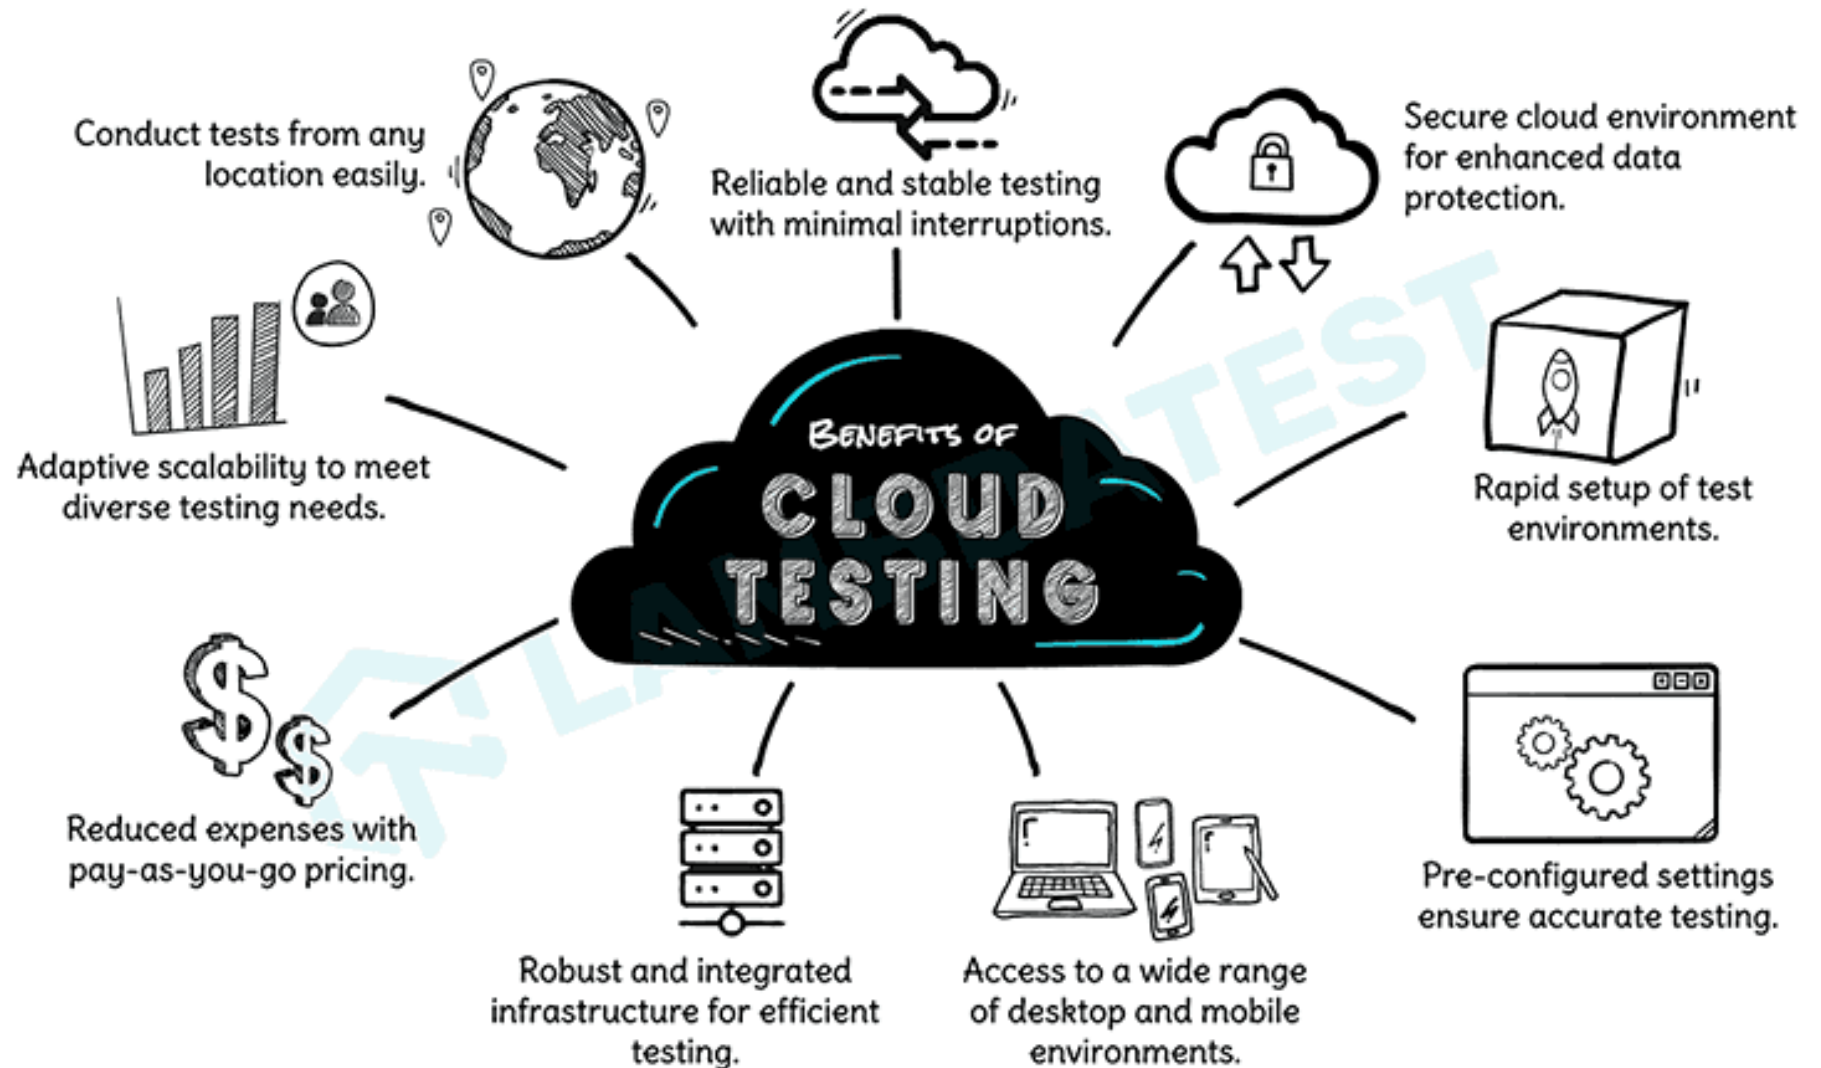 Conduct tests from any
location easily.
Reliable and stable testing
with minimal interruptions.
Secure cloud environment
for enhanced data
protection.
Adaptive scalability to meet
diverse testing needs.
BENEFITS OF
CLOUD
TESTING
Rapid setup of test
environments.
Reduced expenses with
pay-as-you-go pricing.
Robust and integrated
infrastructure for efficient
testing.
Access to a wide range
of desktop and mobile
environments.
Pre-configured settings
ensure accurate testing.
LAMBDATEST